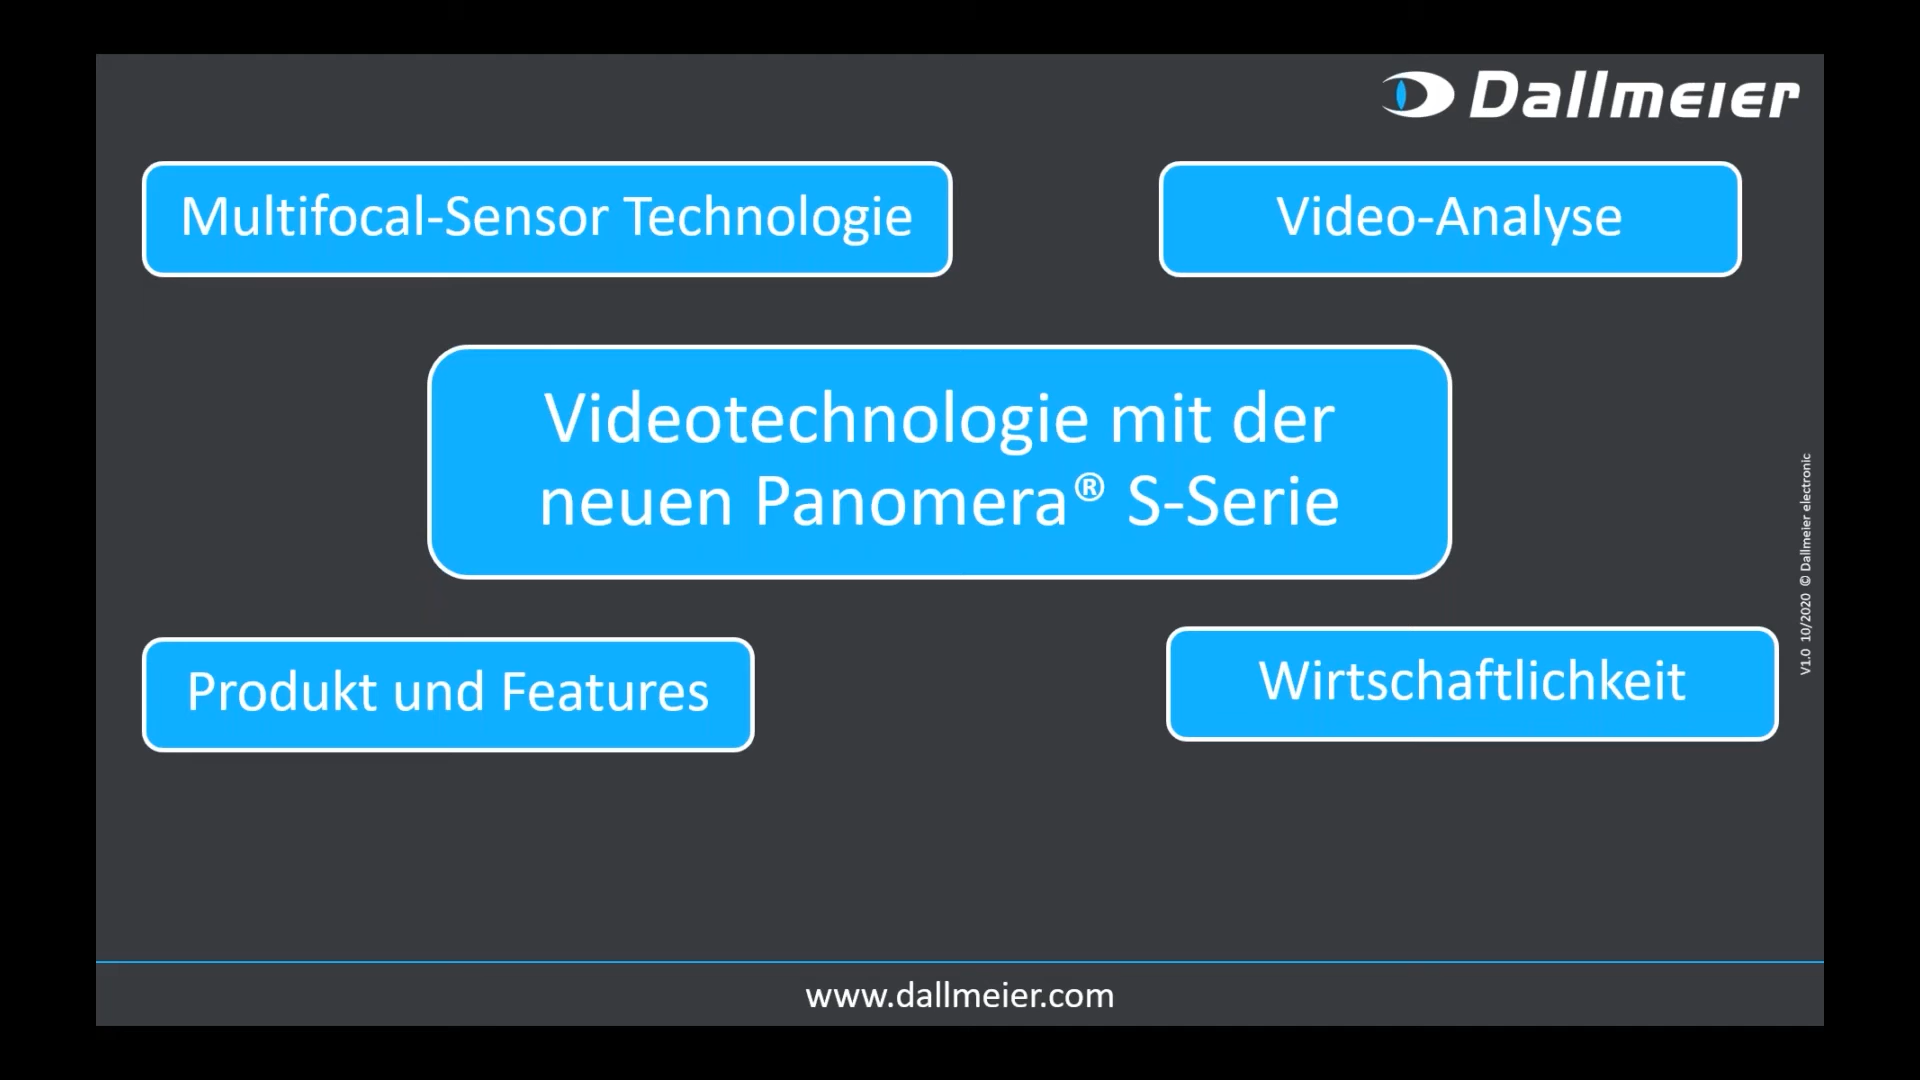 Dallmeier
Multifocal-Sensor Technologie
Video-Analyse
Videotechnologie mit der
neuen Panomera® S-Serie
Produkt und Features
Wirtschaftlichkeit
V1.0 10/2020 © Dallmeier electronic
www.dallmeier.com